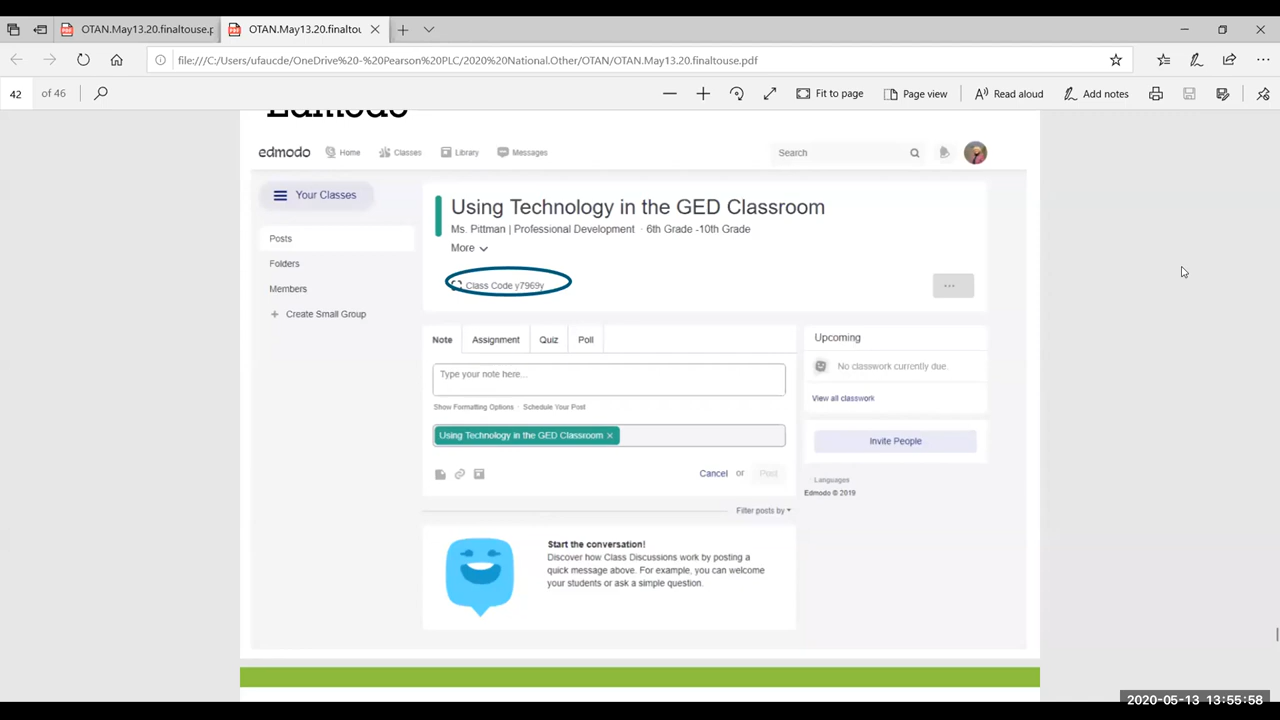 OTAN.May13.20.finaltouse.p
OTAN.May13.20.finaltou
file:///C:/Users/ufaucde/OneDrive%20-%20Pearson%20PLC/2020%20National.Other/OTAN/OTAN.May13.20.finaltouse.pdf
42 of 46
Fit to page
Page view
Read aloud
Add notes
Edmodo
edmodo
Home
Classes
Library
Messages
Search
Your Classes
Posts
Folders
Members
+ Create Small Group
Using Technology in the GED Classroom
Ms. Pittman | Professional Development · 6th Grade -10th Grade
More
Class Code y7969y
...
Note
Assignment
Quiz
Poll
Type your note here...
Show Formatting Options · Schedule Your Post
Using Technology in the GED Classroom ×
Cancel or Post
Filter posts by
Start the conversation!
Discover how Class Discussions work by posting a
quick message above. For example, you can welcome
your students or ask a simple question.
Upcoming
No classwork currently due.
View all classwork
Invite People
Languages
Edmodo © 2019
2020-05-13 13:55:58